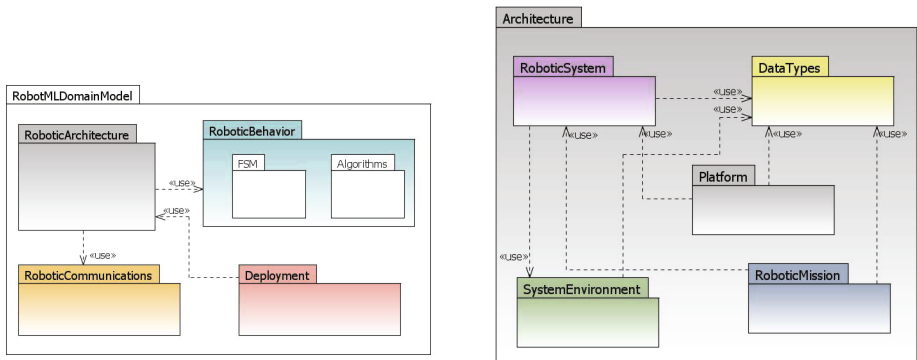 RobotMLDomainModel
RoboticArchitecture
RoboticBehavior
FSM
Algorithms
«use»
«use»
«use»
RoboticCommunications
Deployment
Architecture
RoboticSystem
DataTypes
«use»
«use»
«use»
«use»
«use»
«use»
Platform
«use»
SystemEnvironment
RoboticMission